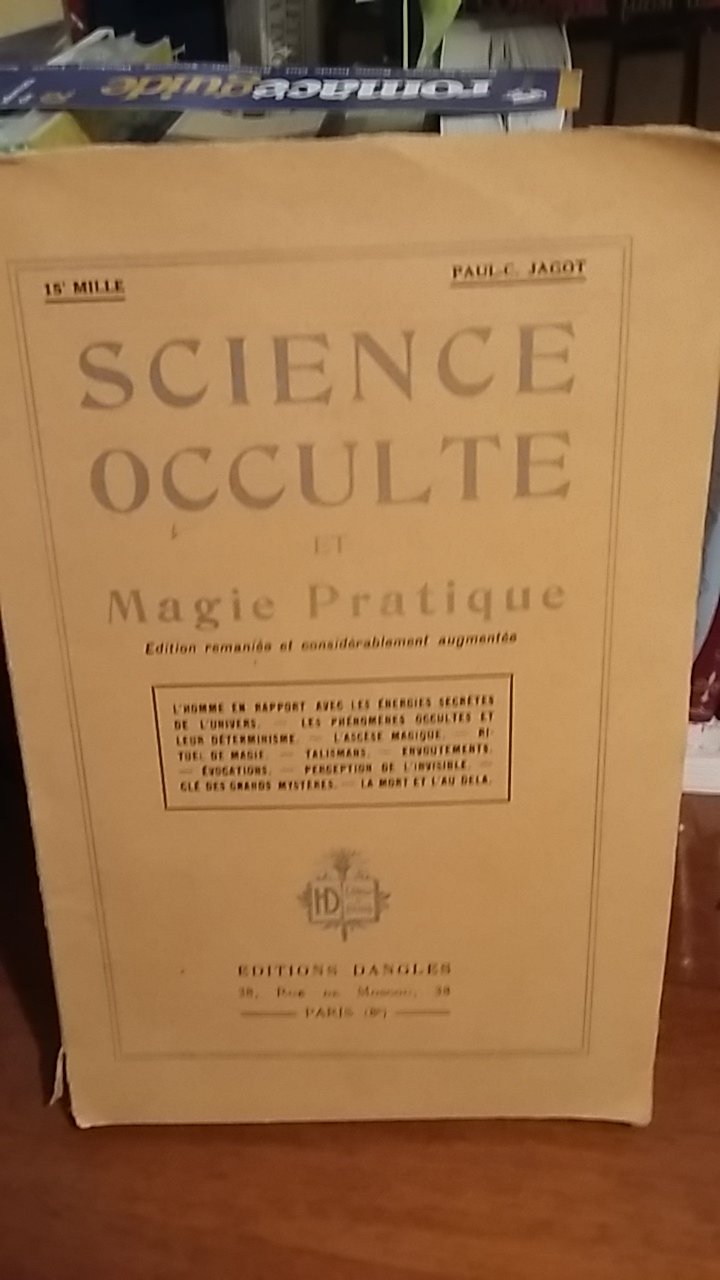 romance guide
15e MILLE
PAUL-C. JAGOT
SCIENCE
OCCULTE
ET
Magie Pratique
Edition remaniée et considérablement augmentée
L'HOMME EN RAPPORT AVEC LES ÉNERGIES SECRÈTES
DE L'UNIVERS. — LES PHÉNOMÈNES OCCULTES ET
LEUR DÉTERMINISME. — L'ASCÈSE MAGIQUE. — RI-
TUEL DE MAGIE. — TALISMANS. — ENVOUTEMENTS.
— ÉVOCATIONS. — PERCEPTION DE L'INVISIBLE. —
CLÉ DES GRANDS MYSTÈRES. — LA MORT ET L'AU DELA.
HD
EDITIONS DANGLES
38, RUE DE MOSCOU, 38
PARIS (8e)